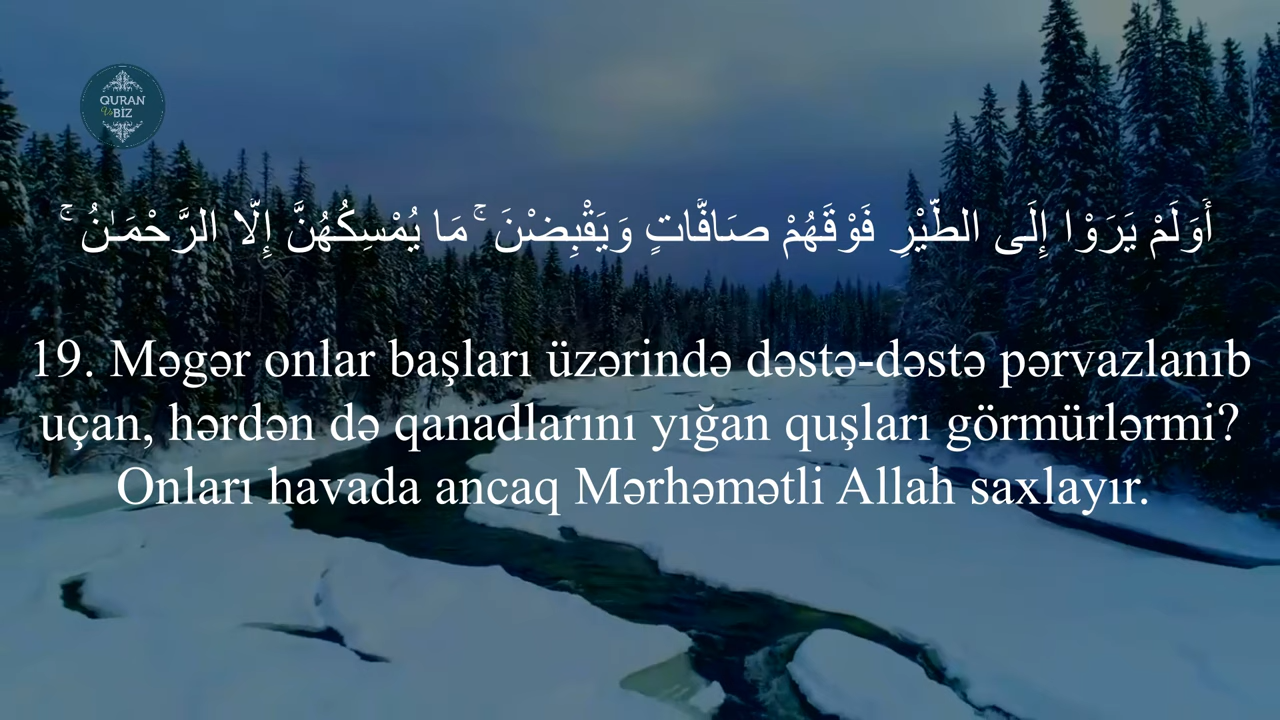 QURAN
Və BİZ
أَوَلَمْ يَرَوْا إِلَى الطَّيْرِ فَوْقَهُمْ صَافَّاتٍ وَيَقْبِضْنَ ۚ مَا يُمْسِكُهُنَّ إِلَّا الرَّحْمَـٰنُ ۚ
19. Məgər onlar başları üzərində dəstə-dəstə pərvazlanıb
uçan, hərdən də qanadlarını yığan quşları görmürlərmi?
Onları havada ancaq Mərhəmətli Allah saxlayır.